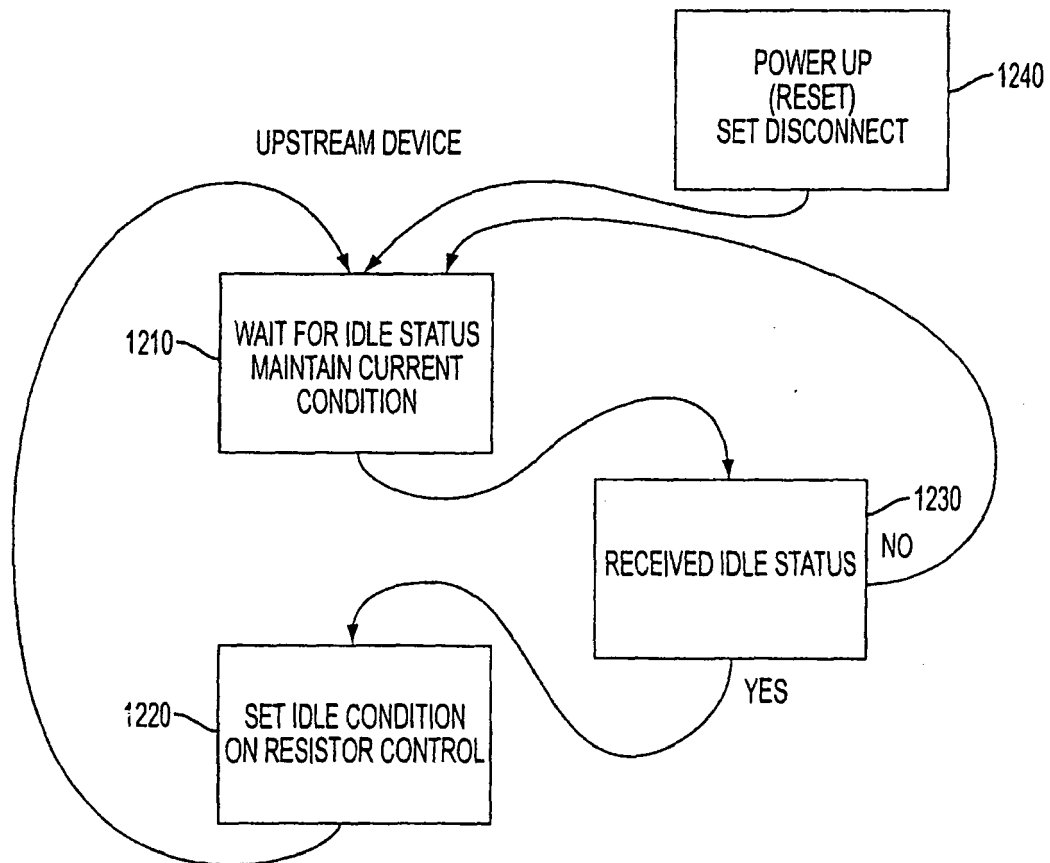 POWER UP
(RESET)
SET DISCONNECT
1240
UPSTREAM DEVICE
1210
WAIT FOR IDLE STATUS
MAINTAIN CURRENT
CONDITION
1230
RECEIVED IDLE STATUS
NO
YES
1220
SET IDLE CONDITION
ON RESISTOR CONTROL